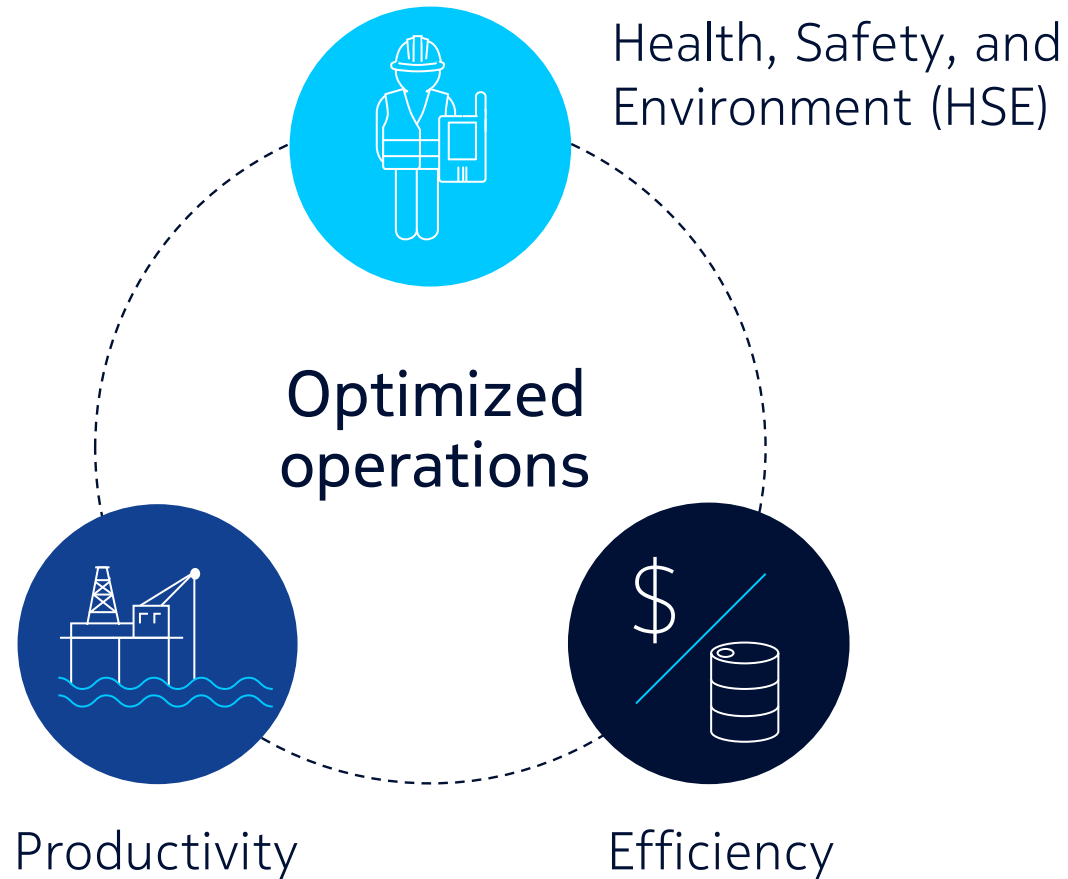 Health, Safety, and
Environment (HSE)
Optimized
operations
$
Productivity
Efficiency